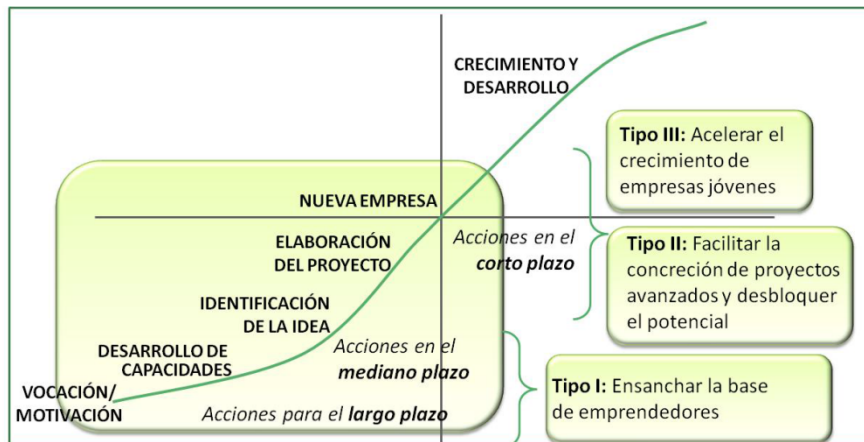 CRECIMIENTO Y
DESARROLLO
Tipo III: Acelerar el
crecimiento de
empresas jóvenes
NUEVA EMPRESA
ELABORACIÓN
DEL PROYECTO
Acciones en el
corto plazo
Tipo II: Facilitar la
concreción de proyectos
avanzados y desbloquer
el potencial
IDENTIFICACIÓN
DE LA IDEA
DESARROLLO DE
CAPACIDADES
Acciones en el
mediano plazo
VOCACIÓN/
MOTIVACIÓN
Acciones para el largo plazo
Tipo I: Ensanchar la base
de emprendedores